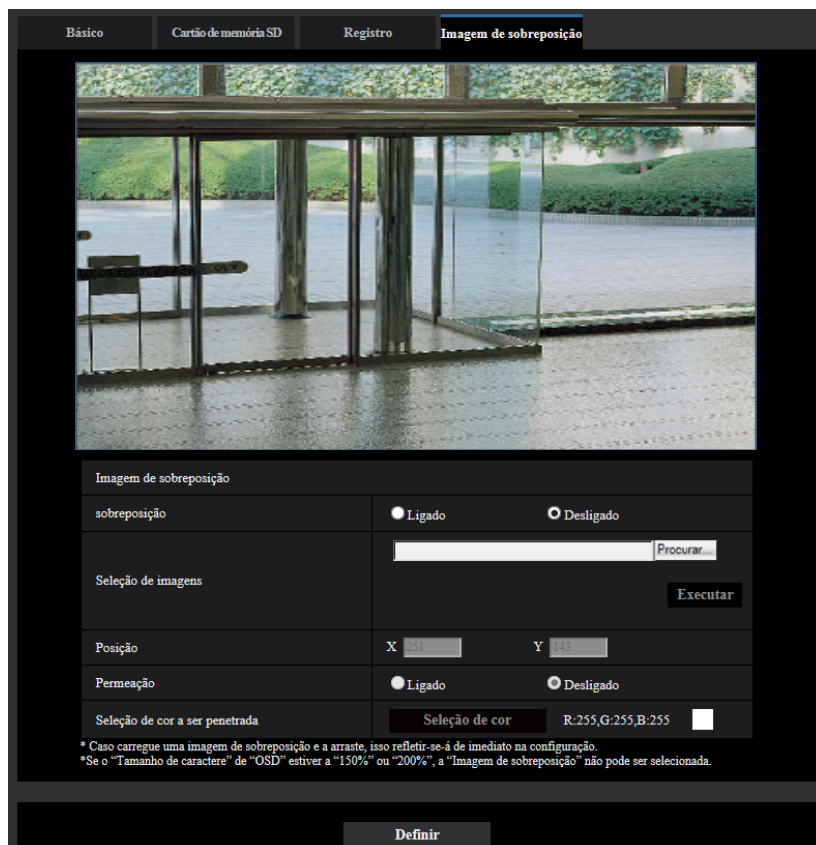 Básico Cartão de memória SD Registro Imagem de sobreposição
OUT
Imagem de sobreposição
sobreposição Ligado Desligado
Procurar...
Seleção de imagens
Executar
Posição X 251 Y 143
Permeação Ligado Desligado
Seleção de cor a ser penetrada Seleção de cor R:255,G:255,B:255
* Caso carregue uma imagem de sobreposição e a arraste, isso refletir-se-á de imediato na configuração.
*Se o “Tamanho de caractere” de “OSD” estiver a “150%” ou “200%”, a “Imagem de sobreposição” não pode ser selecionada.
Definir